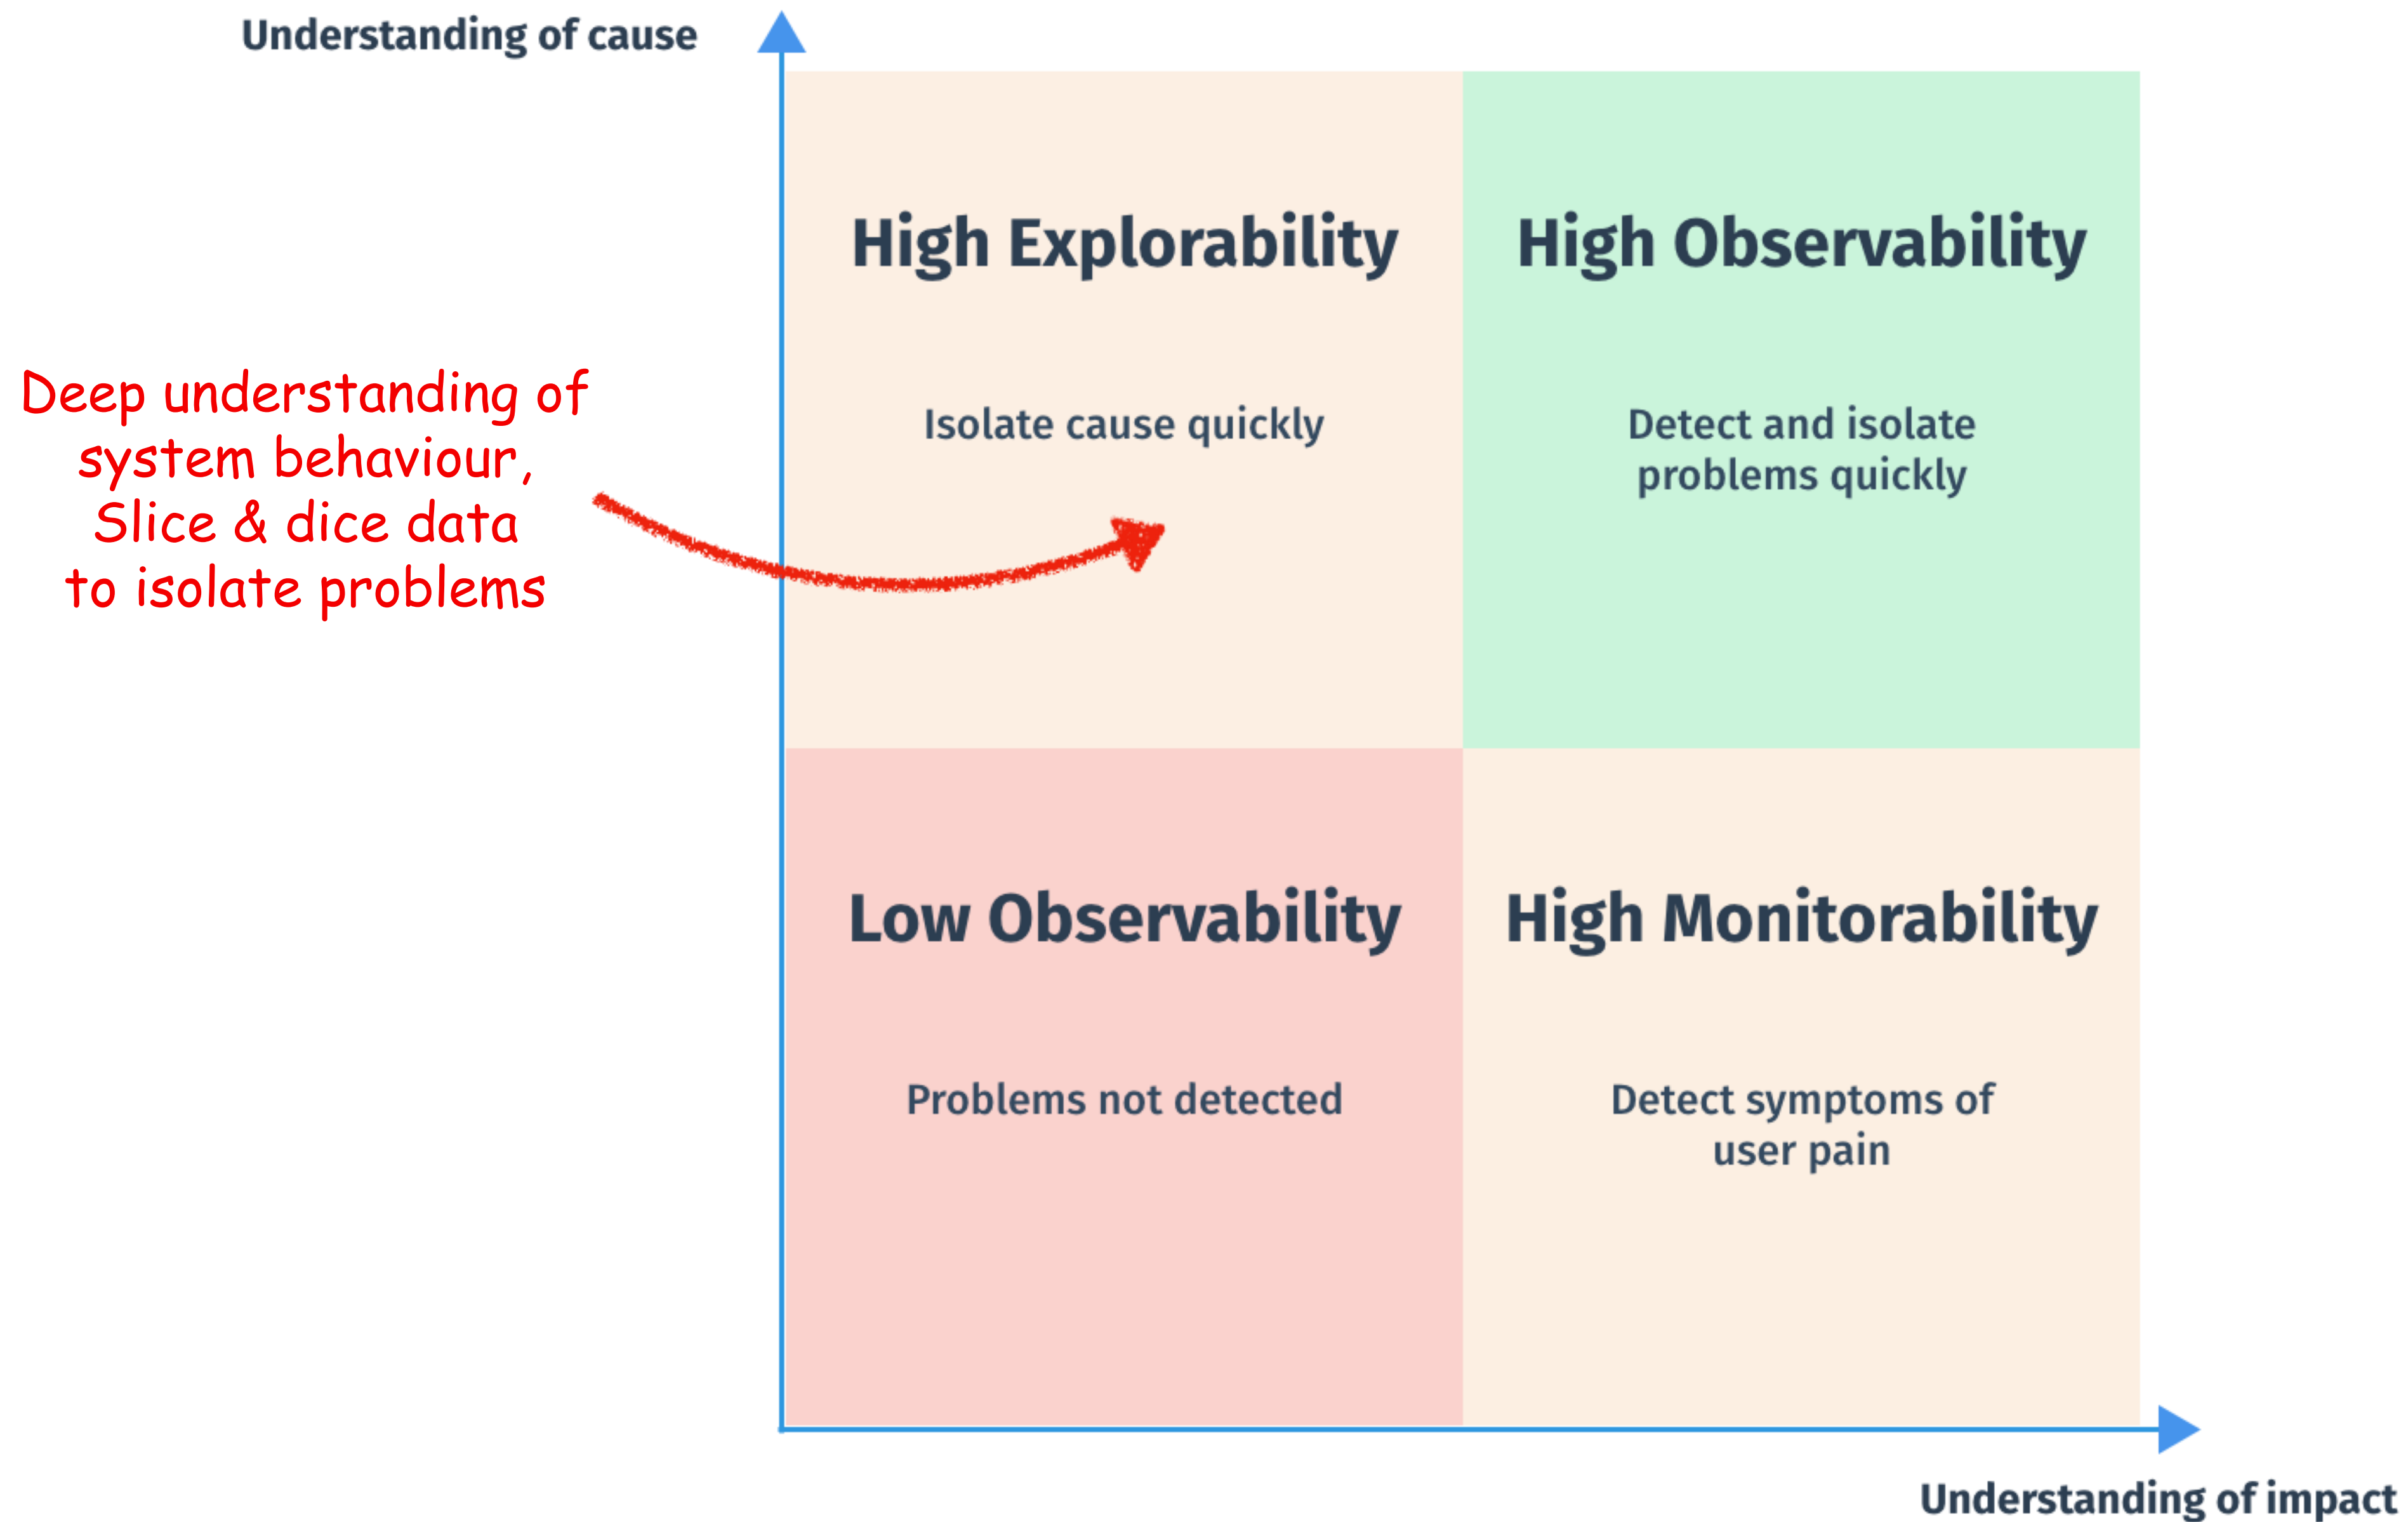 Understanding of cause
High Explorability
High Observability
Deep understanding of
system behaviour,
Slice & dice data
to isolate problems
Isolate cause quickly
Detect and isolate
problems quickly
Low Observability
High Monitorability
Problems not detected
Detect symptoms of
user pain
Understanding of impact